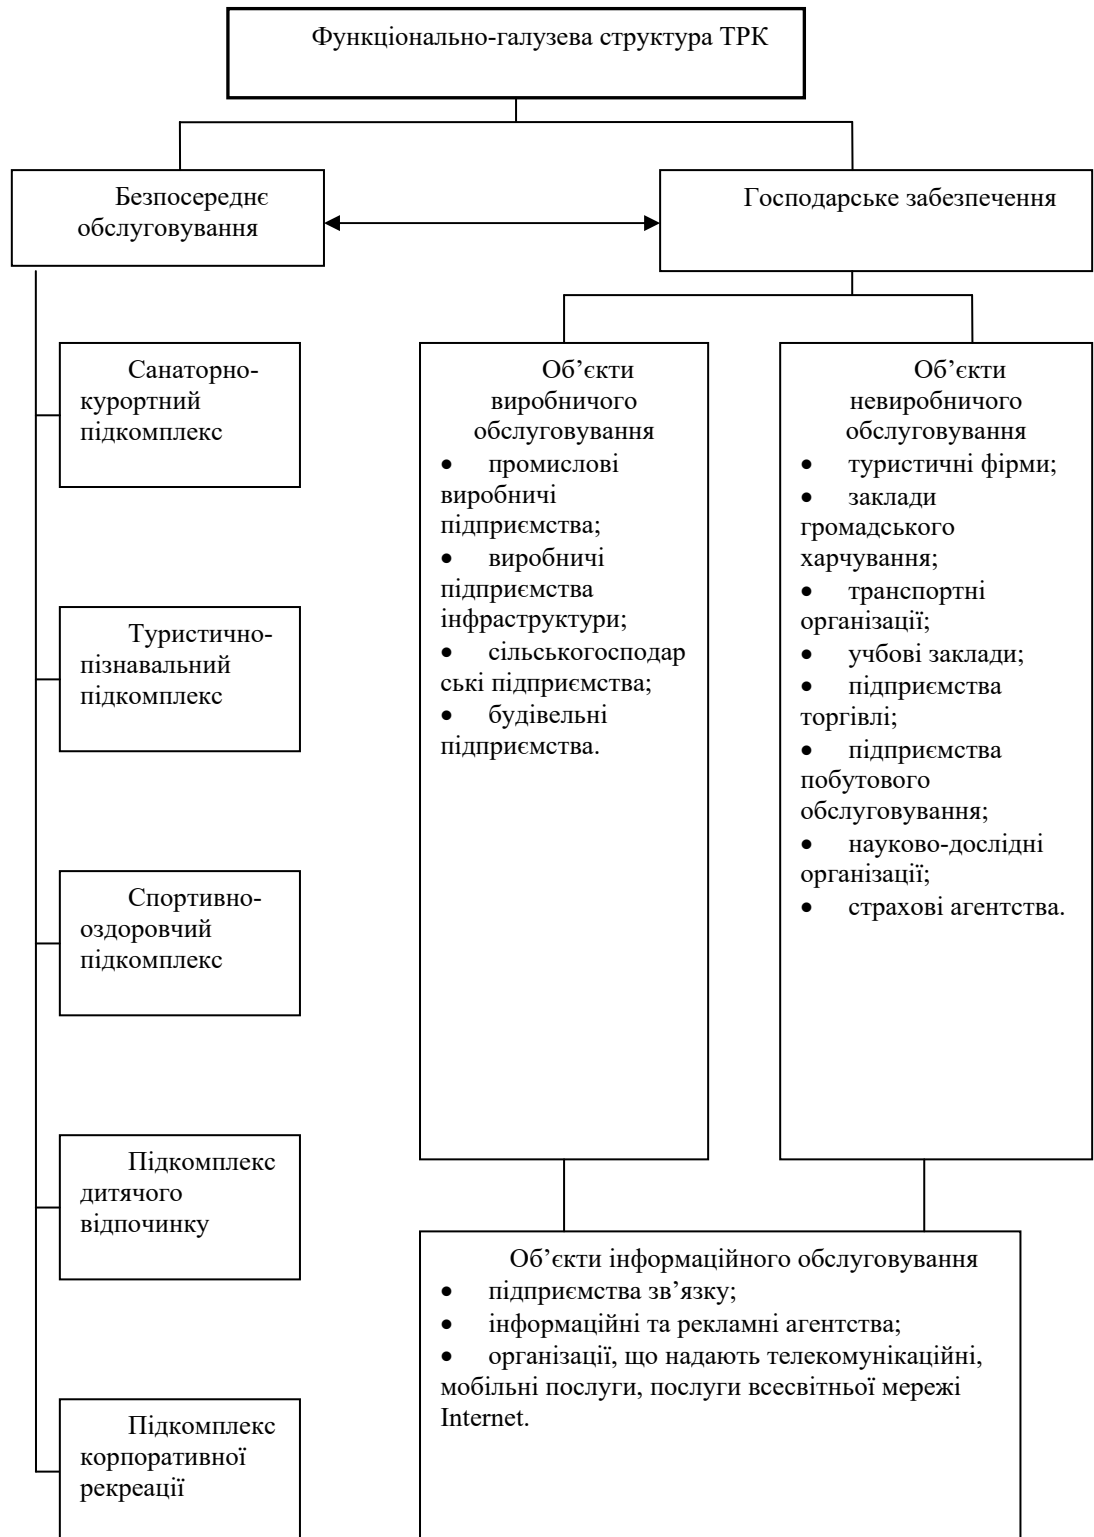 Функціонально-галузева структура ТРК
Безпосереднє
обслуговування
Господарське забезпечення
Санаторно-
курортний
підкомплекс
Туристично-
пізнавальний
підкомплекс
Спортивно-
оздоровчий
підкомплекс
Підкомплекс
дитячого
відпочинку
Підкомплекс
корпоративної
рекреації
Об’єкти
виробничого
обслуговування
• промислові
виробничі
підприємства;
• виробничі
підприємства
інфраструктури;
• сільськогосподар
ські підприємства;
• будівельні
підприємства.
Об’єкти
невиробничого
обслуговування
• туристичні фірми;
• заклади
громадського
харчування;
• транспортні
організації;
• учбові заклади;
• підприємства
торгівлі;
• підприємства
побутового
обслуговування;
• науково-дослідні
організації;
• страхові агентства.
Об’єкти інформаційного обслуговування
• підприємства зв’язку;
• інформаційні та рекламні агентства;
• організації, що надають телекомунікаційні,
мобільні послуги, послуги всесвітньої мережі
Internet.